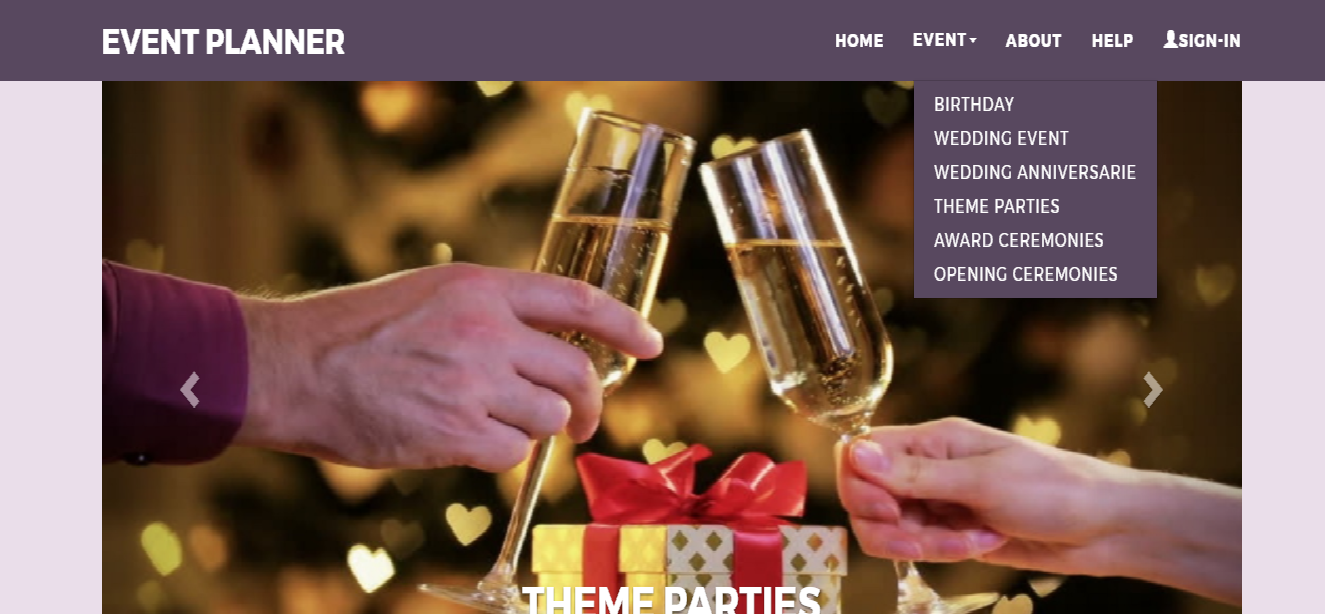 EVENT PLANNER
HOME EVENT ABOUT HELP SIGN-IN
BIRTHDAY
WEDDING EVENT
WEDDING ANNIVERSARIE
THEME PARTIES
AWARD CEREMONIES
OPENING CEREMONIES
THEME PARTIES